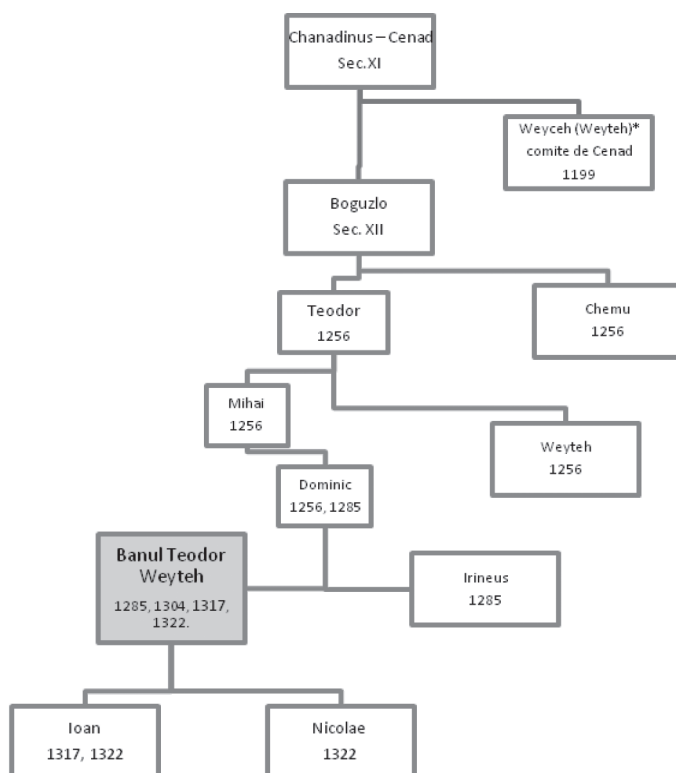 Chanadinus – Cenad
Sec.XI
Weyceh (Weyteh)*
comite de Cenad
1199
Boguzlo
Sec. XII
Teodor
1256
Chemu
1256
Mihai
1256
Weyteh
1256
Dominic
1256, 1285
Banul Teodor
Weyteh
1285, 1304, 1317,
1322.
Irineus
1285
Ioan
1317, 1322
Nicolae
1322